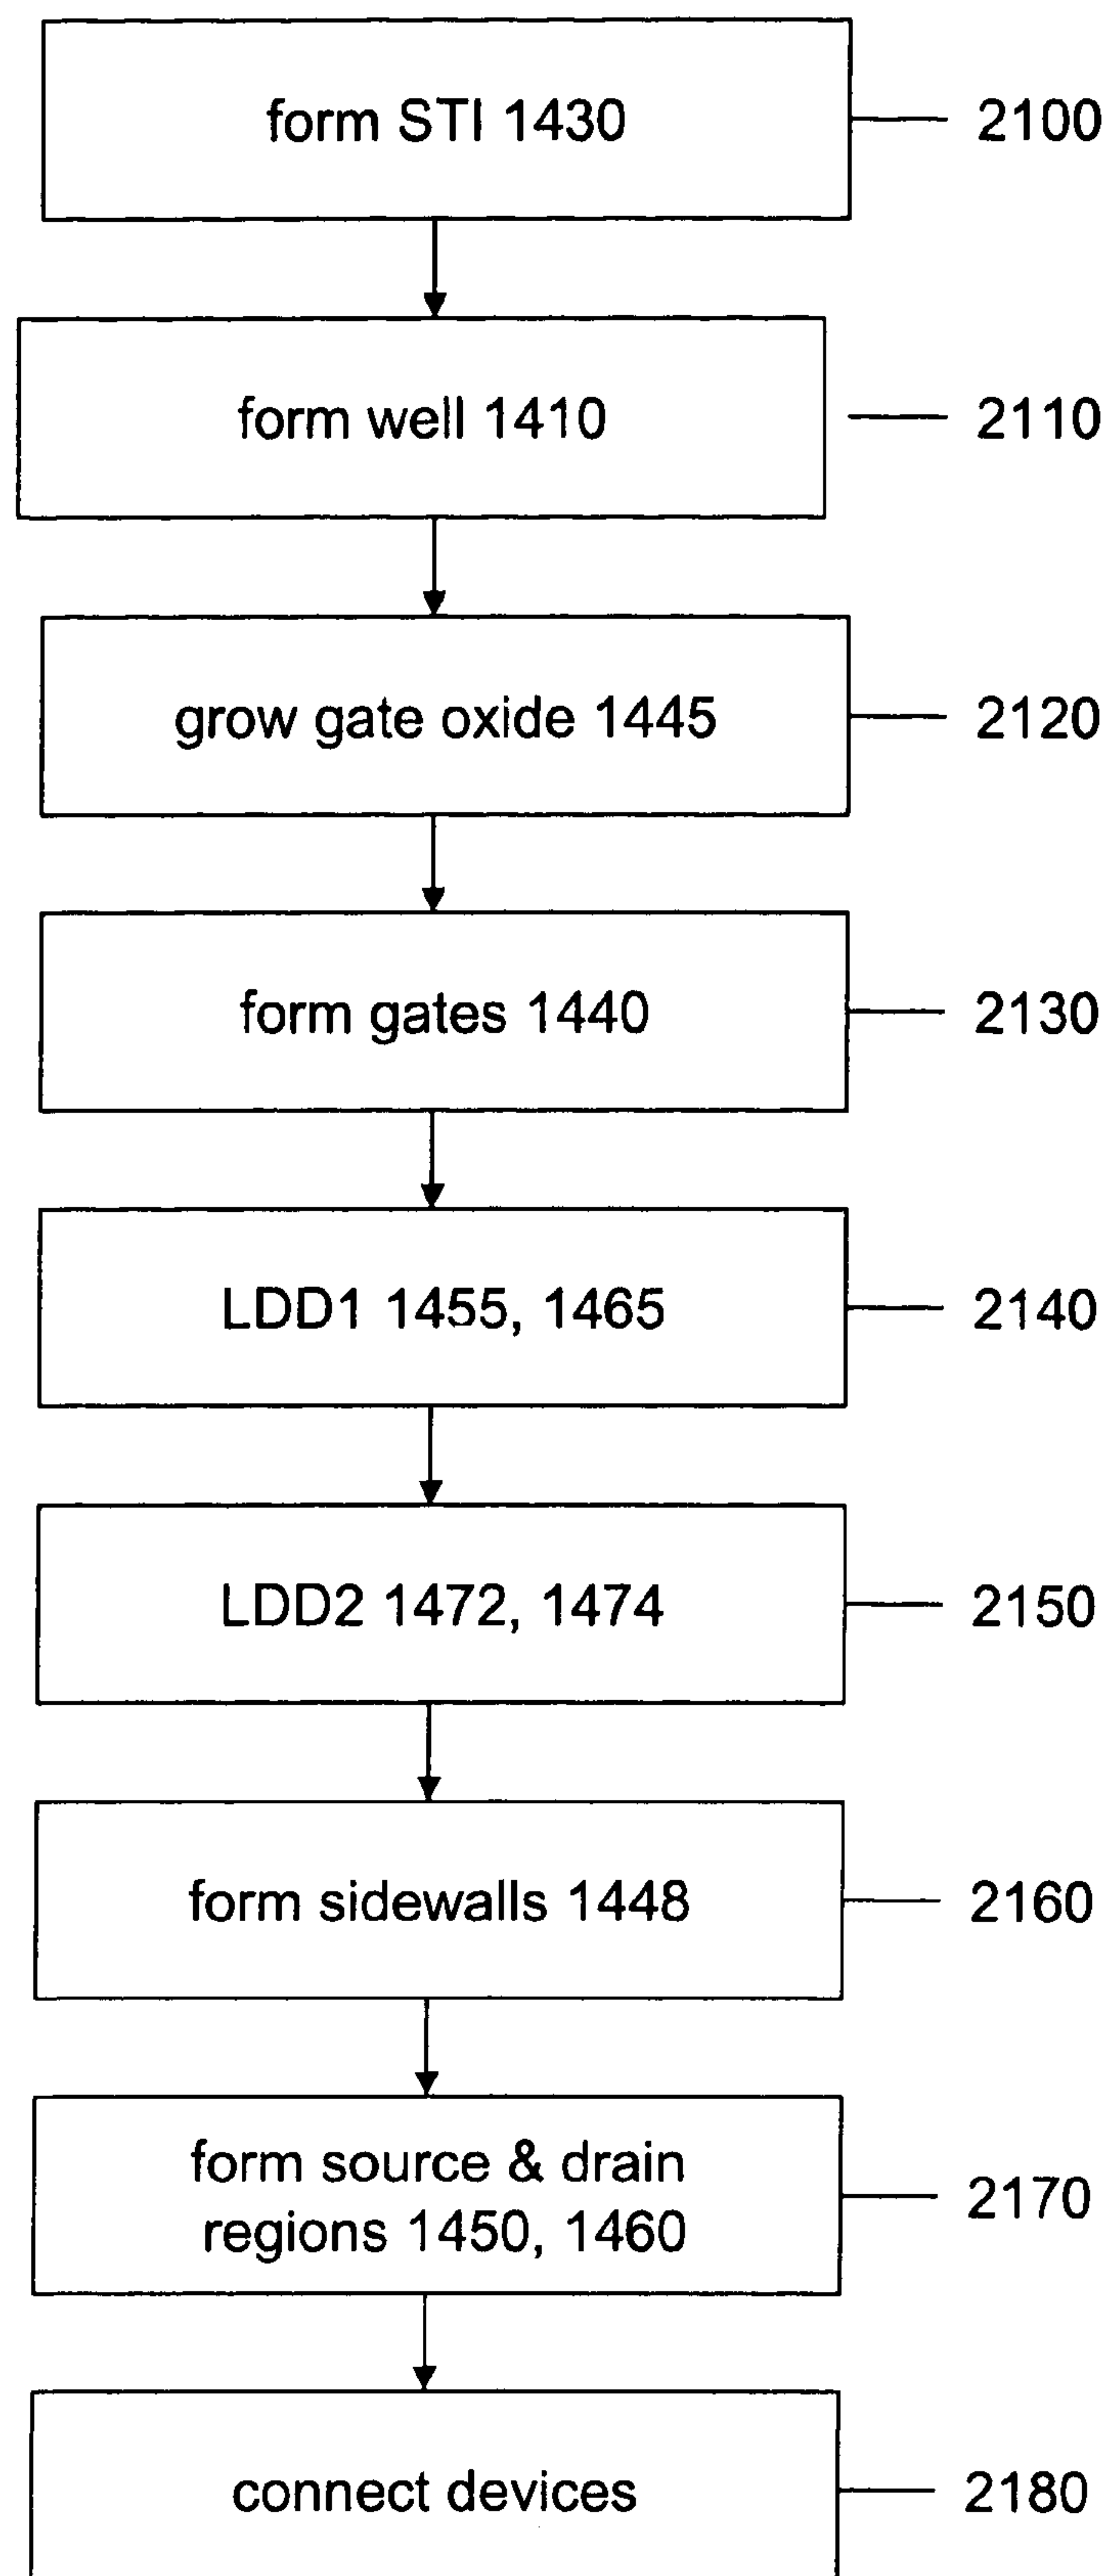 form STI 1430
2100
form well 1410
2110
grow gate oxide 1445
2120
form gates 1440
2130
LDD1 1455, 1465
2140
LDD2 1472, 1474
2150
form sidewalls 1448
2160
form source & drain
regions 1450, 1460
2170
connect devices
2180